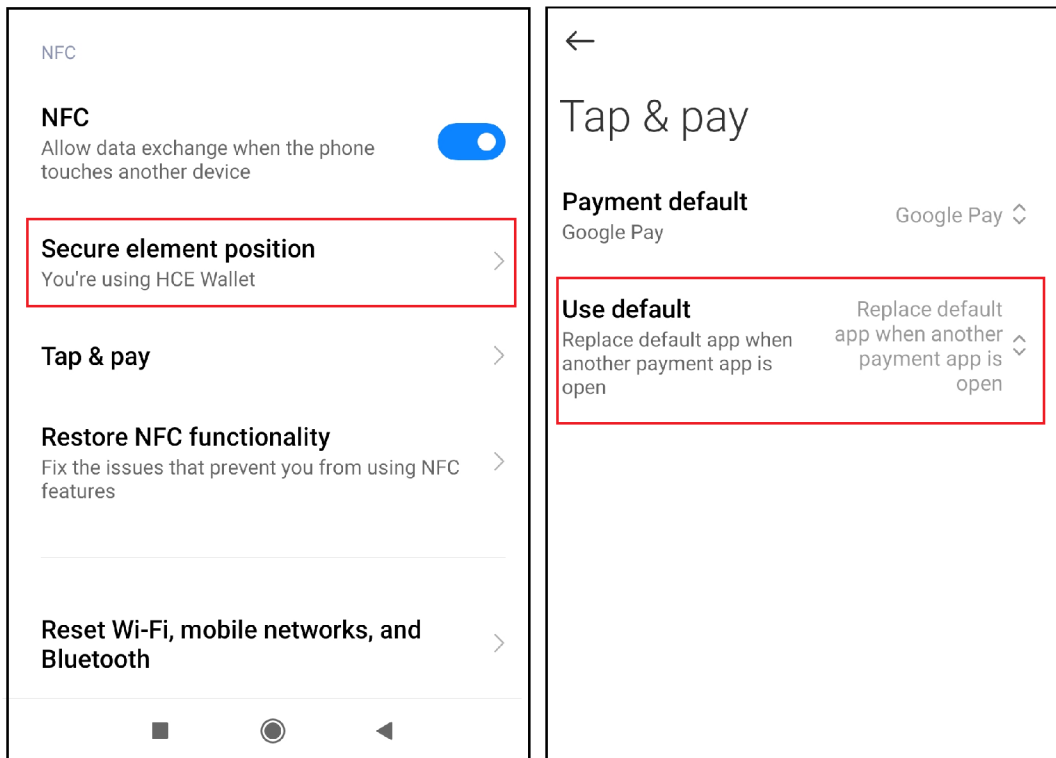 NFC
NFC
Allow data exchange when the phone
touches another device
Secure element position
You're using HCE Wallet
Tap & pay
Restore NFC functionality
Fix the issues that prevent you from using NFC
features
Reset Wi-Fi, mobile networks, and
Bluetooth
Tap & pay
Payment default
Google Pay
Google Pay
Use default
Replace default app when
another payment app is
open
Replace default
app when another
payment app is
open